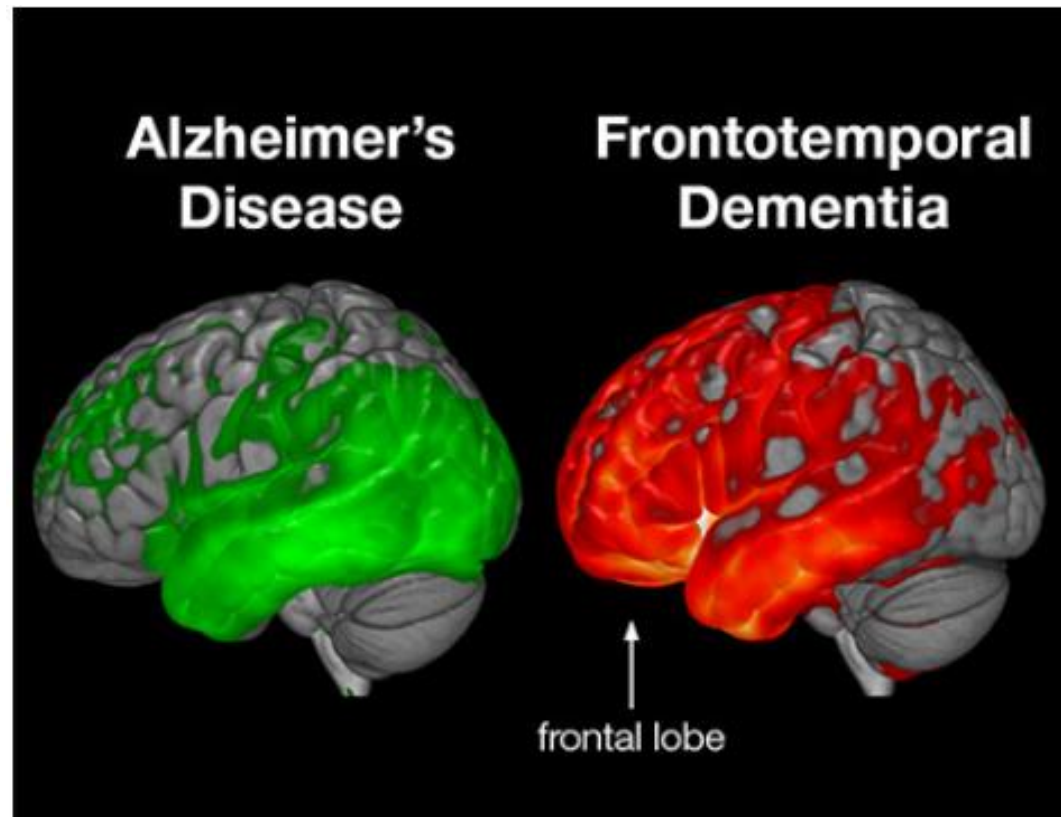 Alzheimer's
Disease
Frontotemporal
Dementia
frontal lobe